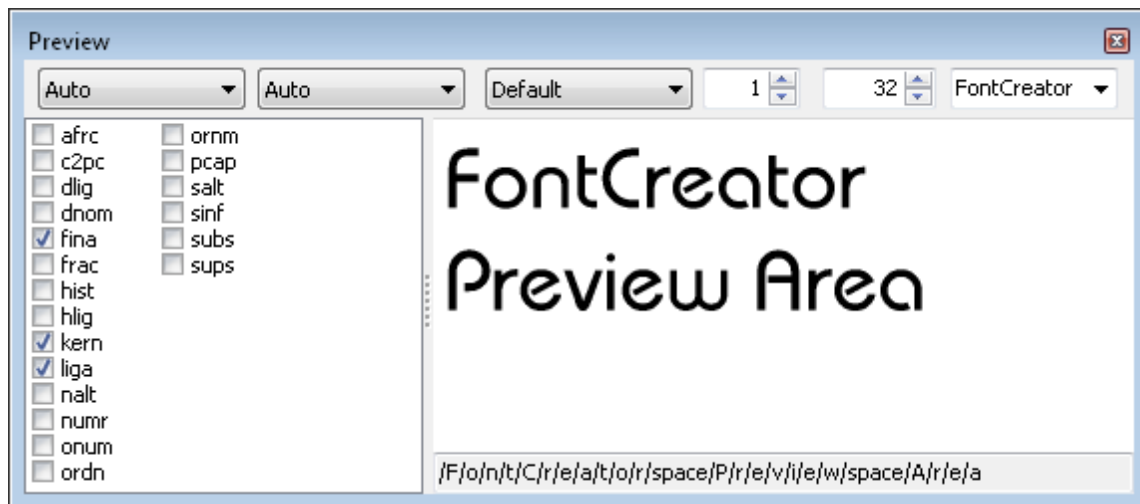 Preview
Auto Auto Default 1 32 FontCreator
afrc ornm
c2pc pcap
dlig salt
dnom sinf
fina subs
frac sups
hist
hlig
kern
liga
nalt
numr
onum
ordn
FontCreator
Preview Area
/F/o/n/t/C/r/e/a/t/o/r/space/P/r/e/v/i/e/w/space/A/r/e/a